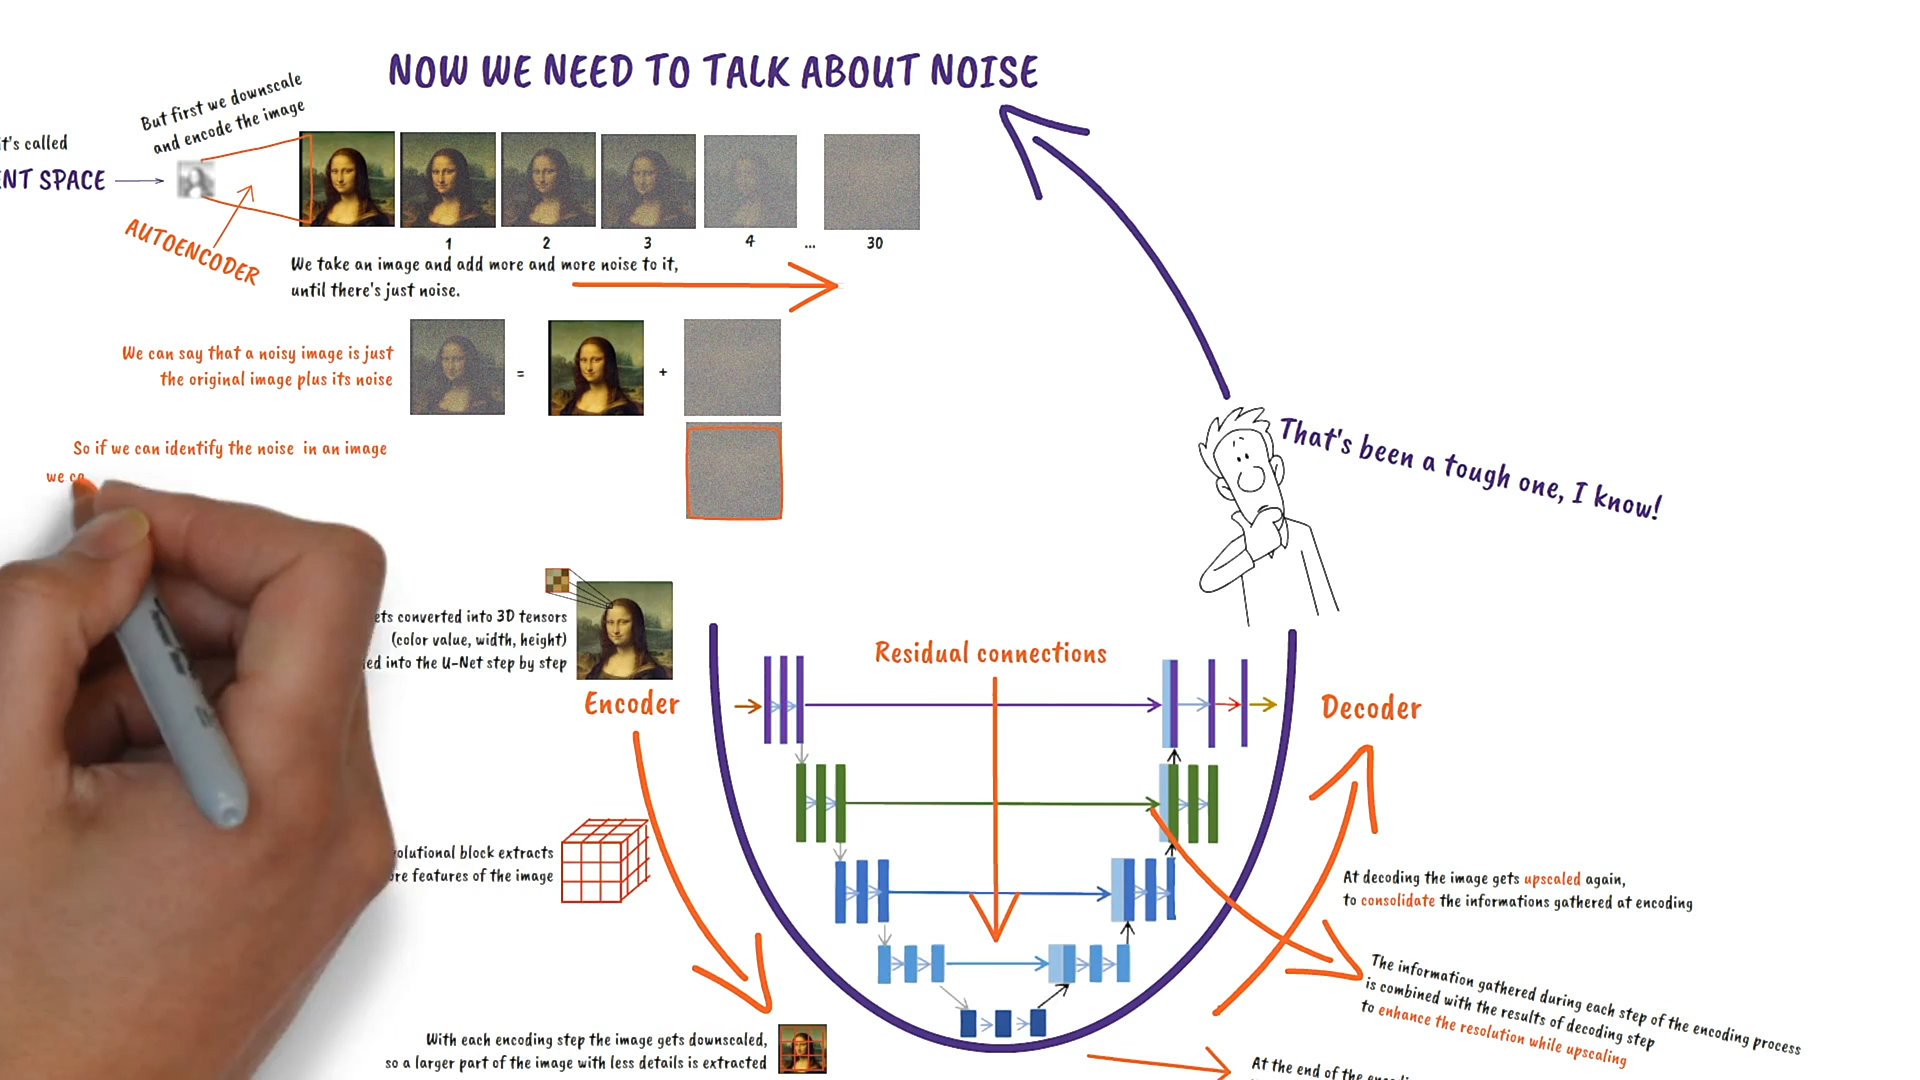 NOW WE NEED TO TALK ABOUT NOISE
But first we downscale
and encode the image
it's called
SPACE
AUTOENCODER
1 2 3 4 ... 30
We take an image and add more and more noise to it,
until there's just noise.
We can say that a noisy image is just
the original image plus its noise
= +
So if we can identify the noise in an image
we
That's been a tough one, I know!
converted into 3D tensors
(color value, width, height)
into the U-Net step by step
Residual connections
Encoder
Decoder
block extracts
features of the image
At decoding the image gets upscaled again,
to consolidate the informations gathered at encoding
The information gathered during each step of the encoding process
is combined with the results of decoding step
to enhance the resolution while upscaling
With each encoding step the image gets downscaled,
so a larger part of the image with less details is extracted
At the end of the